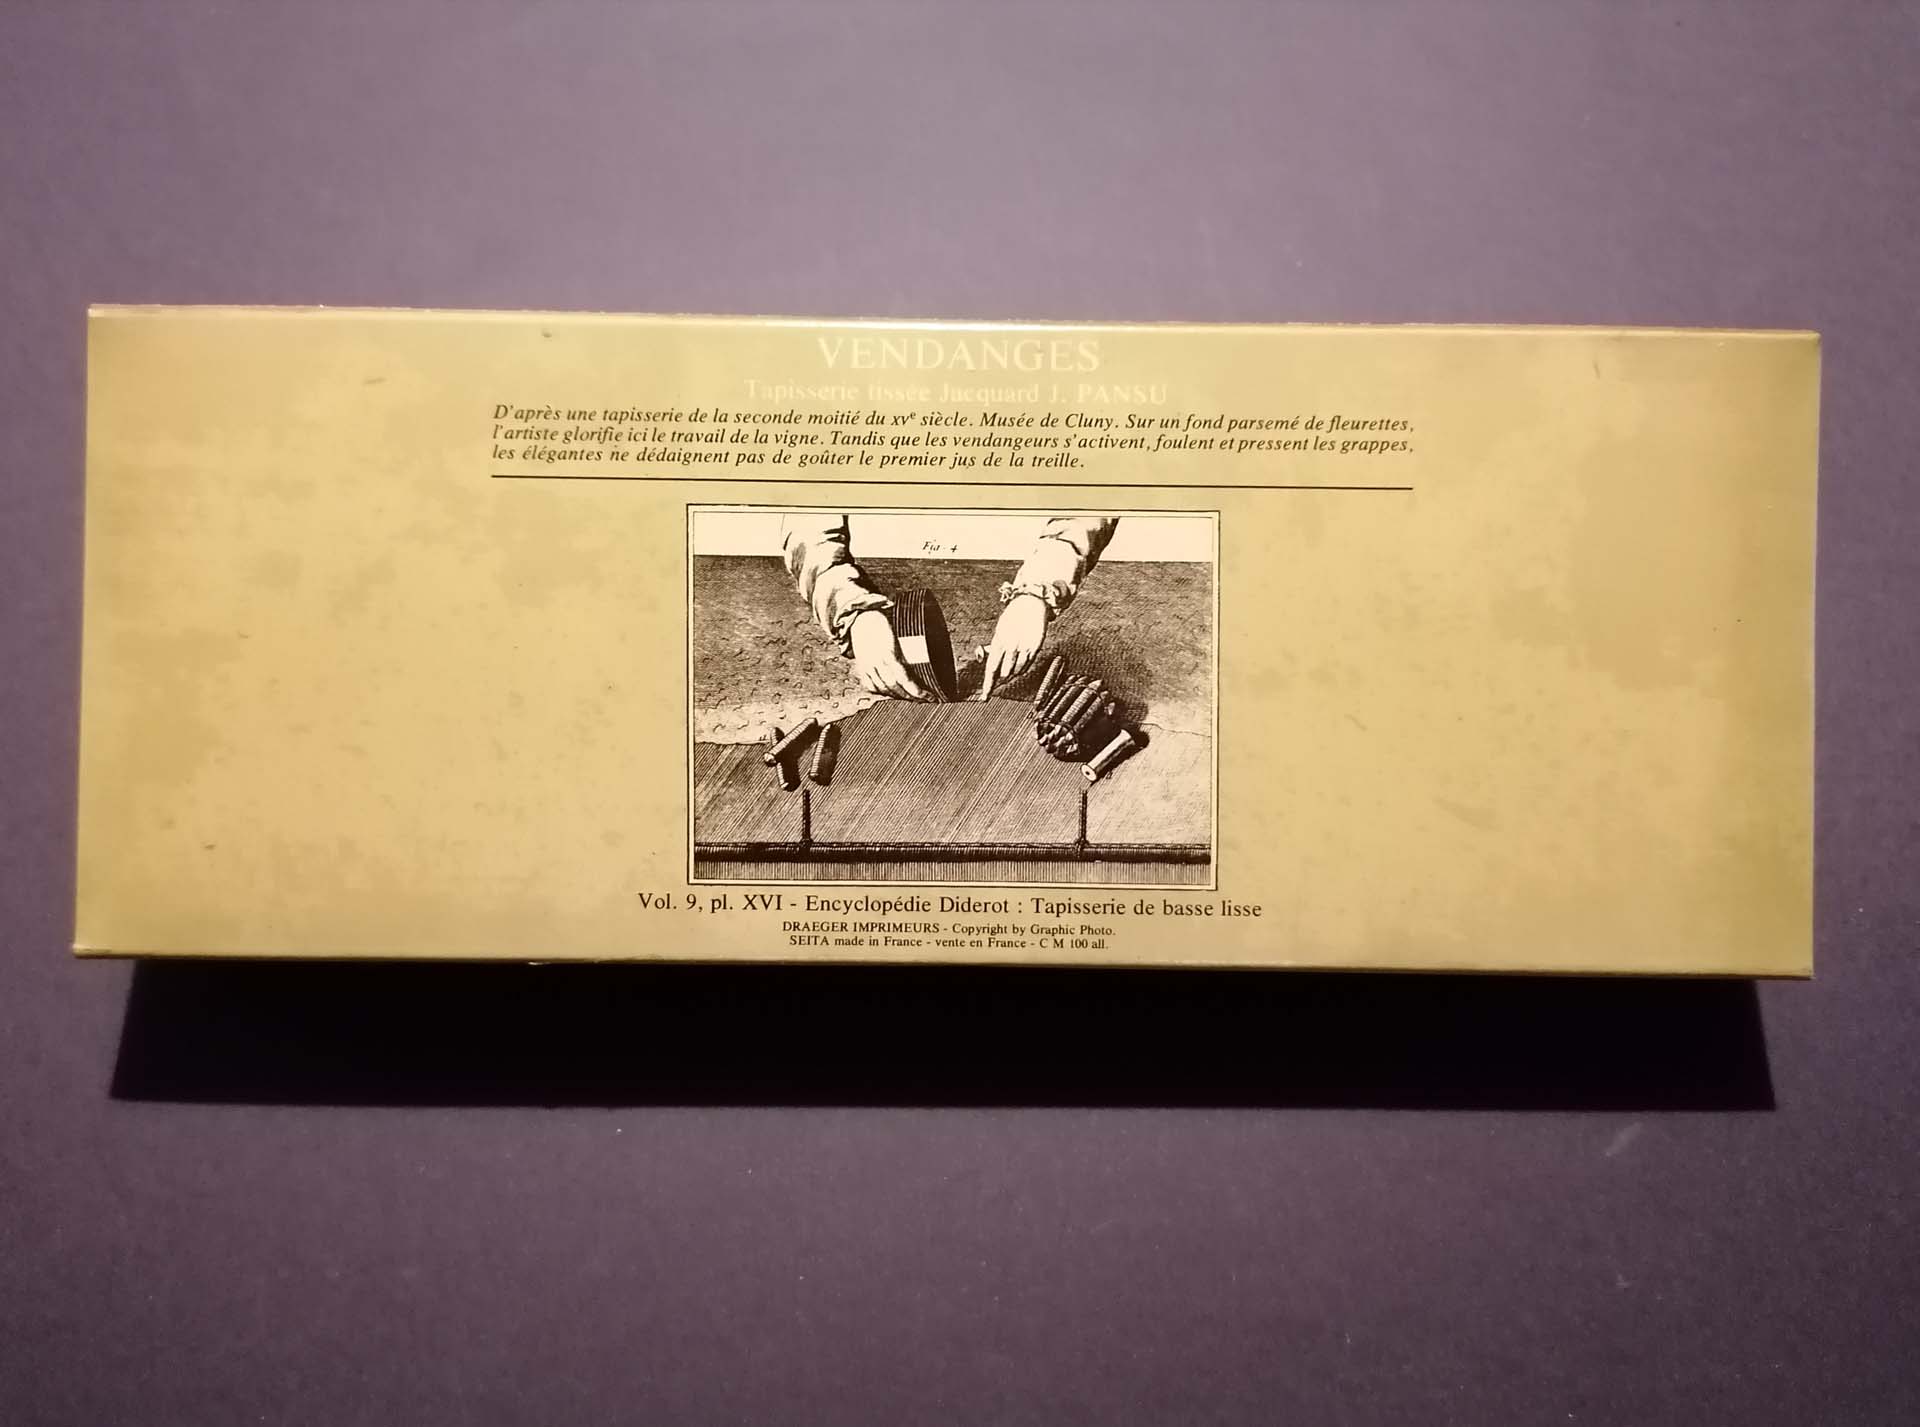 VENDANGES
Tapisserie tissée Jacquard J. PANSU
D'après une tapisserie de la seconde moitié du XVe siècle. Musée de Cluny. Sur un fond parsemé de fleurettes,
l'artiste glorifie ici le travail de la vigne. Tandis que les vendangeurs s'activent, foulent et pressent les grappes,
les élégantes ne dédaignent pas de goûter le premier jus de la treille.
Fig. 4
Vol. 9, pl. XVI - Encyclopédie Diderot : Tapisserie de basse lisse
DRAEGER IMPRIMEURS - Copyright by Graphic Photo.
SEITA made in France - vente en France - C M 100 all.